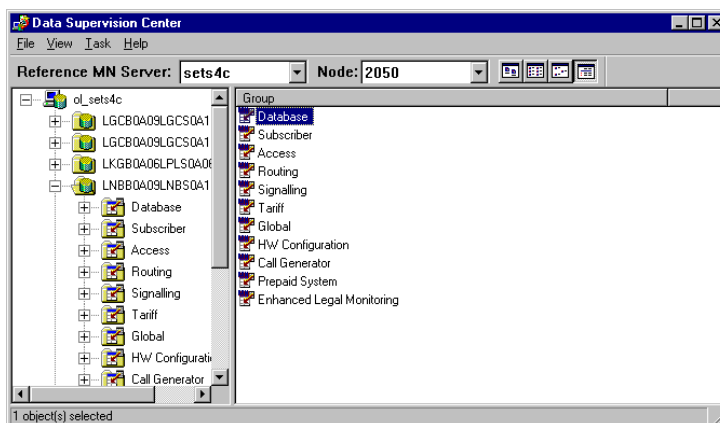 Data Supervision Center
File View Task Help
Reference MN Server: sets4c Node: 2050
ol_sets4c
LGCB0A09LGCS0A1
LGCB0A09LGCS0A1
LKGB0A06LPLS0A06
LNBB0A09LNBS0A1
Database
Subscriber
Access
Routing
Signalling
Tariff
Global
HW Configurati
Call Generator
Group
Database
Subscriber
Access
Routing
Signalling
Tariff
Global
HW Configuration
Call Generator
Prepaid System
Enhanced Legal Monitoring
1 object(s) selected